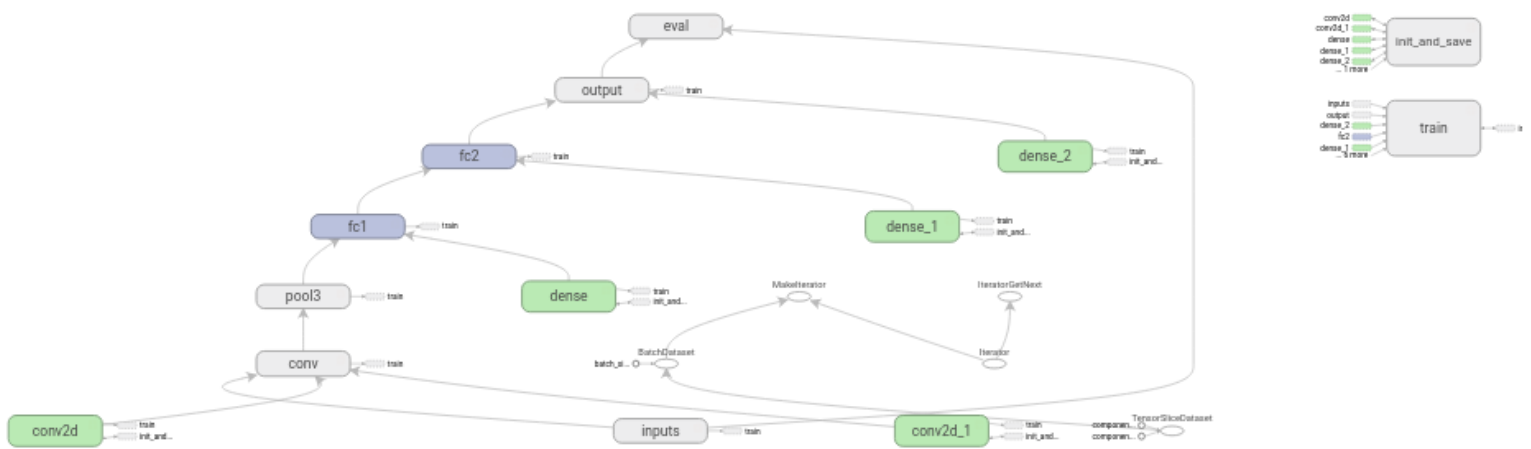 eval
output
train
fc2
train
dense_2
train
init_and...
fc1
train
dense_1
train
init_and...
pool3
train
dense
train
init_and...
MakeIterator
IteratorGetNext
conv
train
batch_si...
BatchDataset
Iterator
conv2d
train
init_and...
inputs
train
conv2d_1
train
init_and...
componen...
componen...
TensorSliceDataset
conv2d
conv2d_1
dense
dense_1
dense_2
... 1 more
init_and_save
inputs
output
dense_2
fc2
dense_1
... 6 more
train